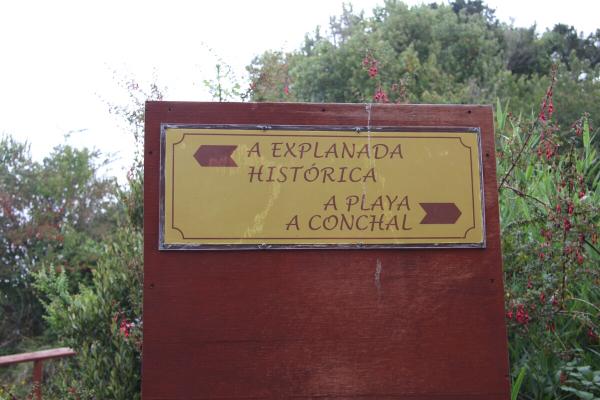 A EXPLANADA
HISTÓRICA
A PLAYA
A CONCHAL